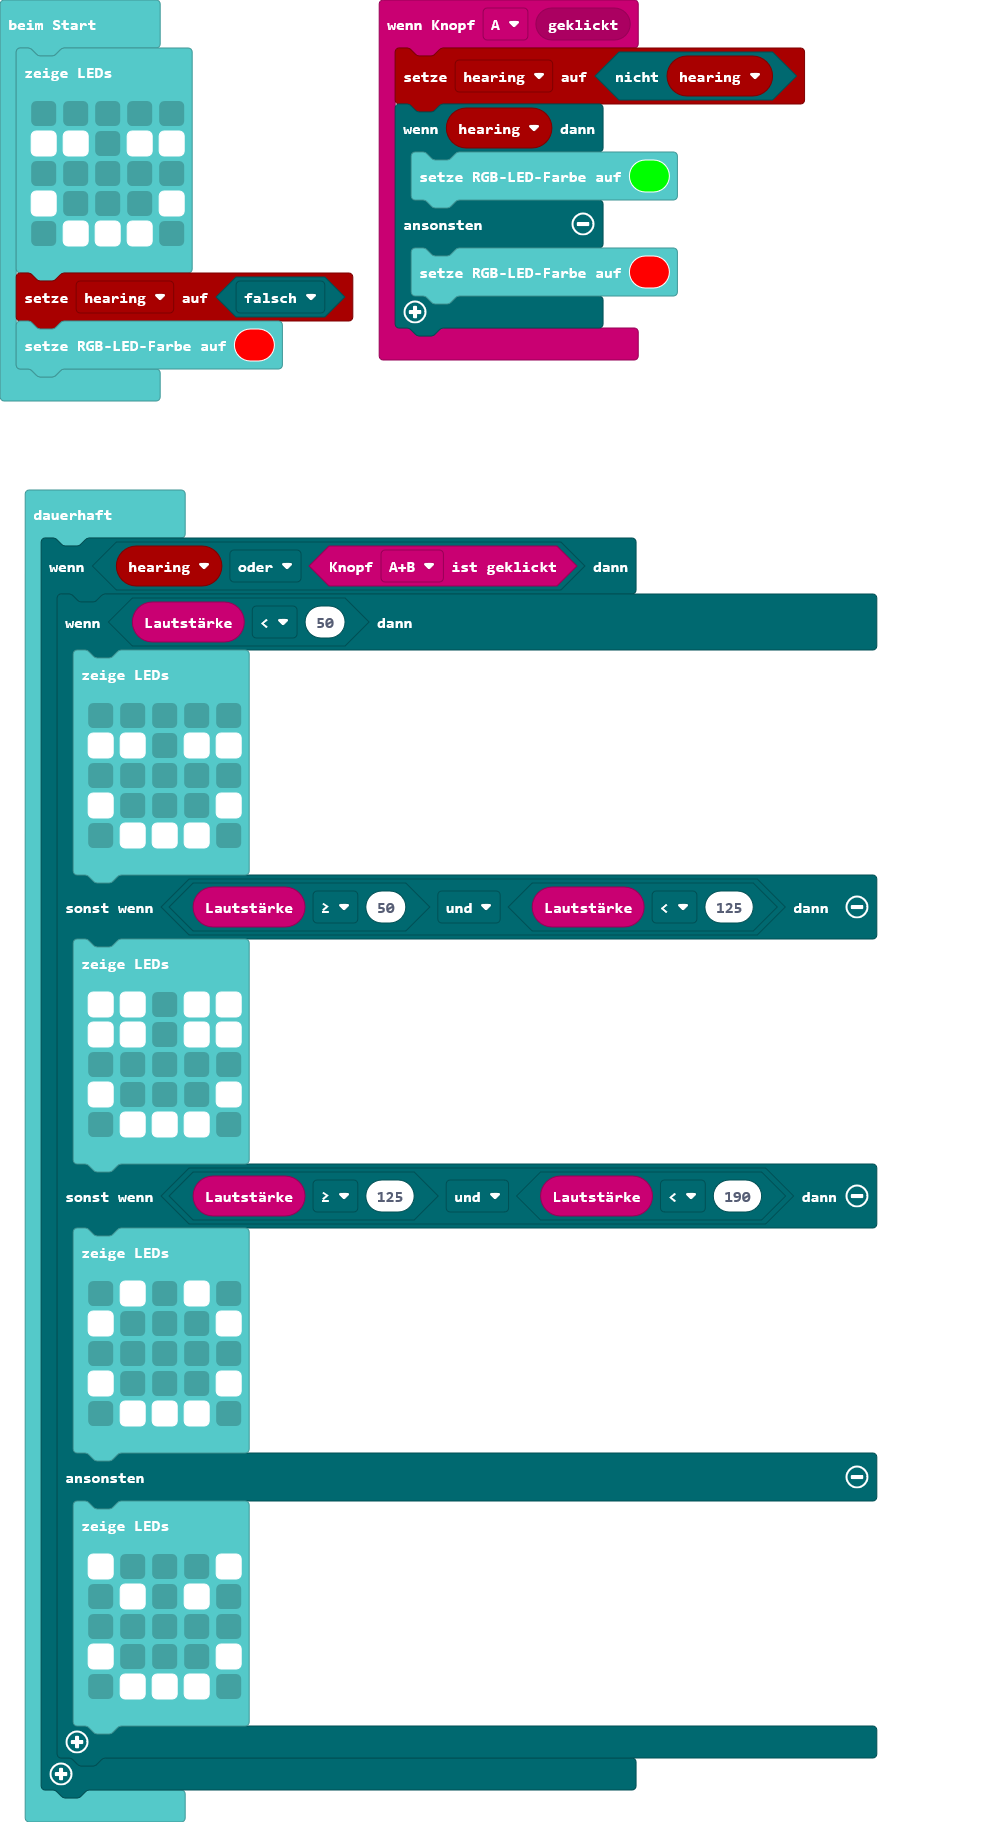 beim Start
zeige LEDs
setze hearing auf falsch
setze RGB-LED-Farbe auf
wenn Knopf A geklickt
setze hearing auf nicht hearing
wenn hearing dann
setze RGB-LED-Farbe auf
ansonsten
setze RGB-LED-Farbe auf
dauerhaft
wenn hearing oder Knopf A+B ist geklickt dann
wenn Lautstärke < 50 dann
zeige LEDs
sonst wenn Lautstärke ≥ 50 und Lautstärke < 125 dann
zeige LEDs
sonst wenn Lautstärke ≥ 125 und Lautstärke < 190 dann
zeige LEDs
ansonsten
zeige LEDs